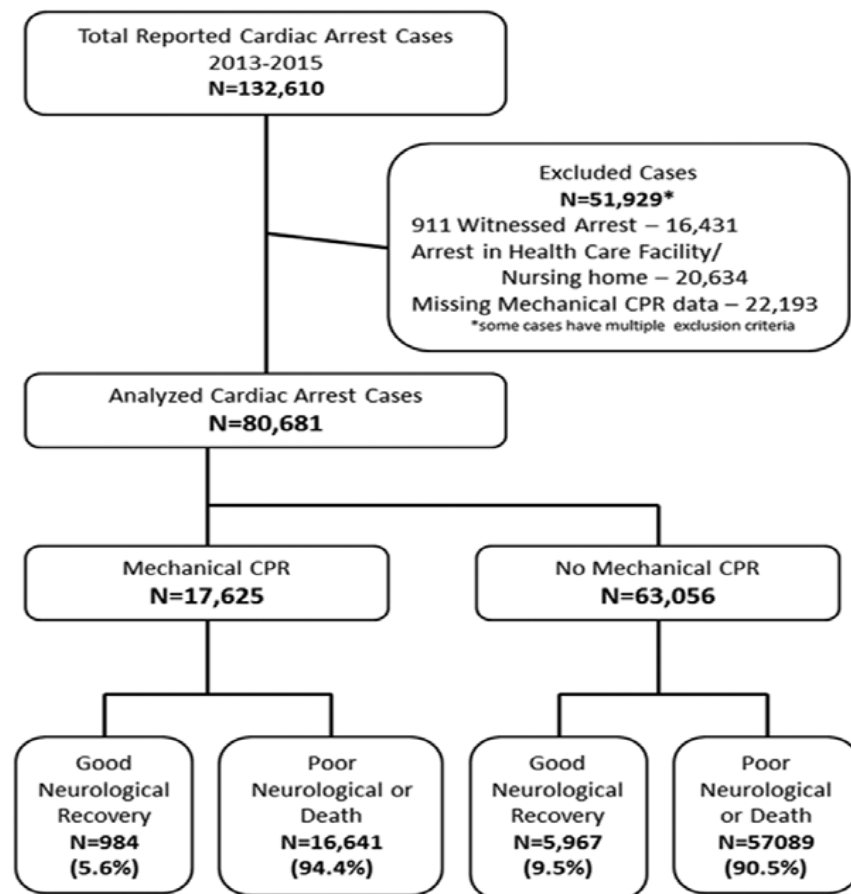 Total Reported Cardiac Arrest Cases
2013-2015
N=132,610
Excluded Cases
N=51,929*
911 Witnessed Arrest – 16,431
Arrest in Health Care Facility/
Nursing home – 20,634
Missing Mechanical CPR data – 22,193
*some cases have multiple exclusion criteria
Analyzed Cardiac Arrest Cases
N=80,681
Mechanical CPR
N=17,625
No Mechanical CPR
N=63,056
Good
Neurological
Recovery
N=984
(5.6%)
Poor
Neurological or
Death
N=16,641
(94.4%)
Good
Neurological
Recovery
N=5,967
(9.5%)
Poor
Neurological
or Death
N=57089
(90.5%)